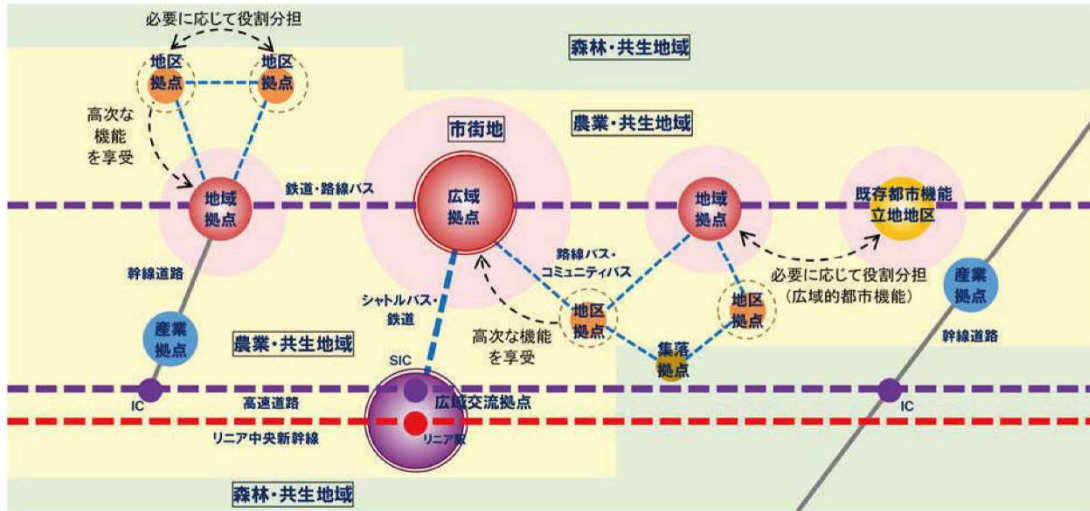 必要に応じて役割分担
森林・共生地域
地区
拠点
地区
拠点
高次な
機能
を享受
市街地
農業・共生地域
地域
拠点
鉄道・路線バス
広域
拠点
地域
拠点
既存都市機能
立地地区
幹線道路
路線バス・
コミュニティバス
必要に応じて役割分担
（広域的都市機能）
産業
拠点
シャトルバス・
鉄道
地区
拠点
地区
拠点
産業
拠点
高次な機能
を享受
幹線道路
農業・共生地域
集落
拠点
SIC
IC
高速道路
広域交流拠点
IC
リニア中央新幹線
リニア駅
森林・共生地域